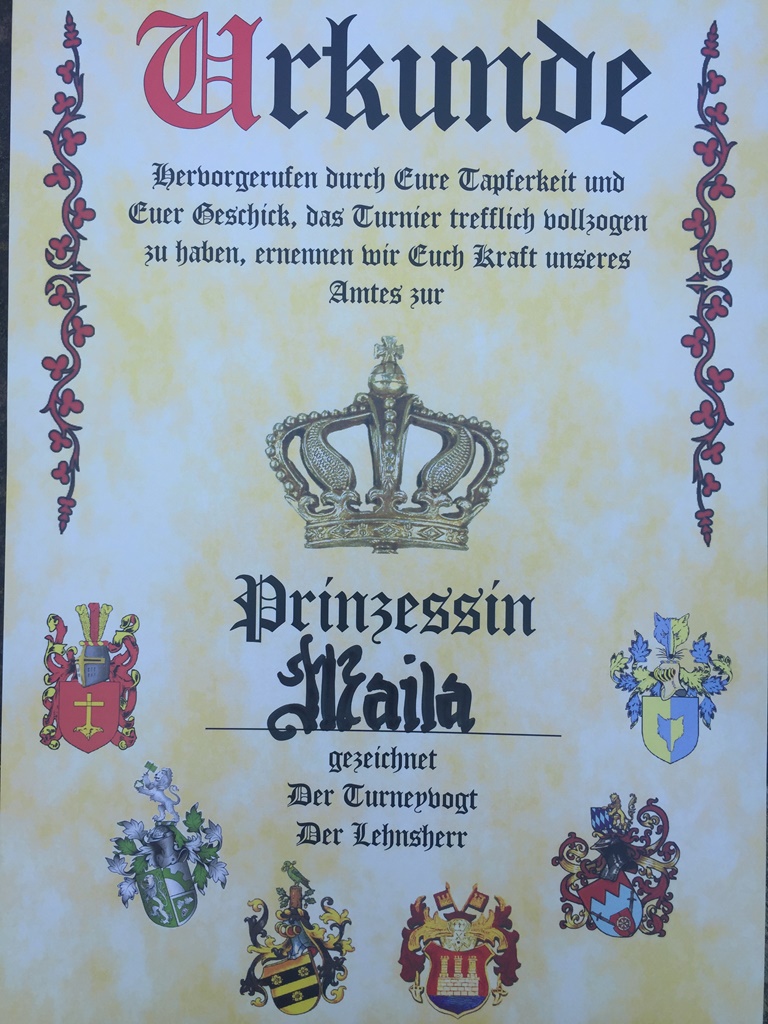 Urkunde
Hervorgerufen durch Eure Tapferkeit und
Euer Geschick, das Turnier trefflich vollzogen
zu haben, ernennen wir Euch Kraft unseres
Amtes zur
Prinzessin
Maila
gezeichnet
Der Turneyvogt
Der Lehnsherr